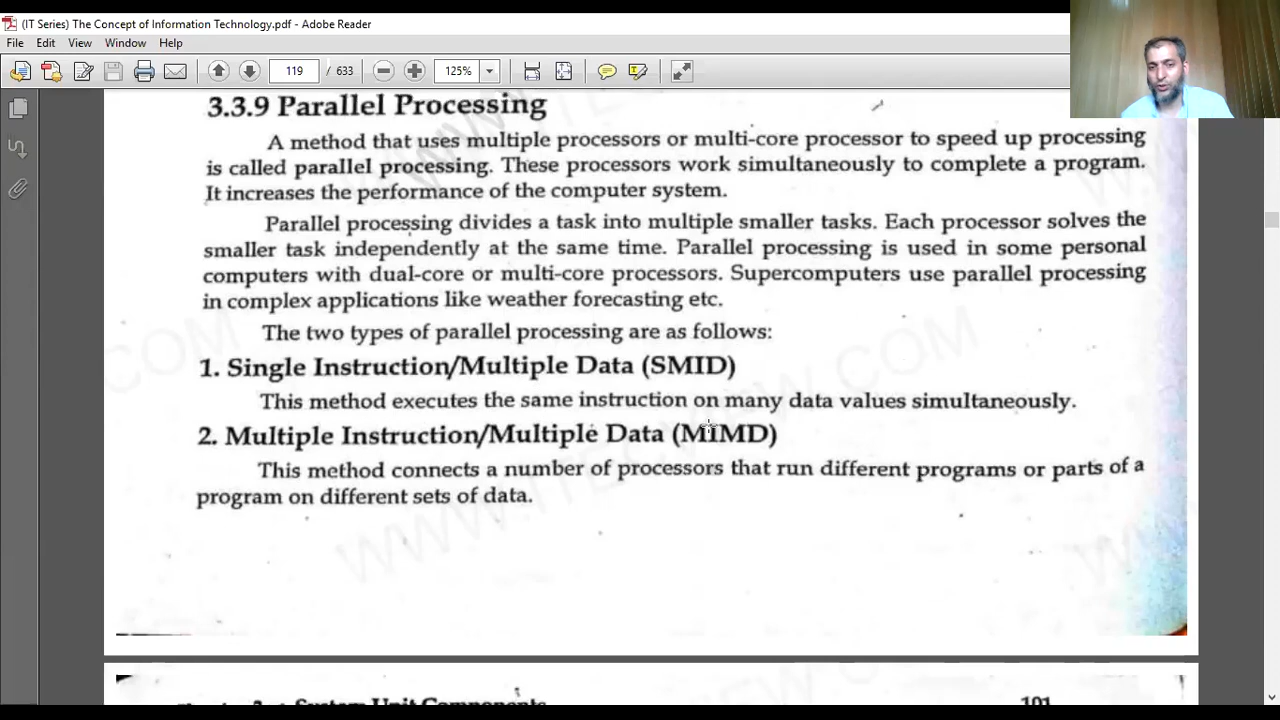 (IT Series) The Concept of Information Technology.pdf - Adobe Reader
File Edit View Window Help
119 / 633 125%
3.3.9 Parallel Processing
A method that uses multiple processors or multi-core processor to speed up processing
is called parallel processing. These processors work simultaneously to complete a program.
It increases the performance of the computer system.
Parallel processing divides a task into multiple smaller tasks. Each processor solves the
smaller task independently at the same time. Parallel processing is used in some personal
computers with dual-core or multi-core processors. Supercomputers use parallel processing
in complex applications like weather forecasting etc.
The two types of parallel processing are as follows:
1. Single Instruction/Multiple Data (SMID)
This method executes the same instruction on many data values simultaneously.
2. Multiple Instruction/Multiple Data (MIMD)
This method connects a number of processors that run different programs or parts of a
program on different sets of data.
System Unit Components 101